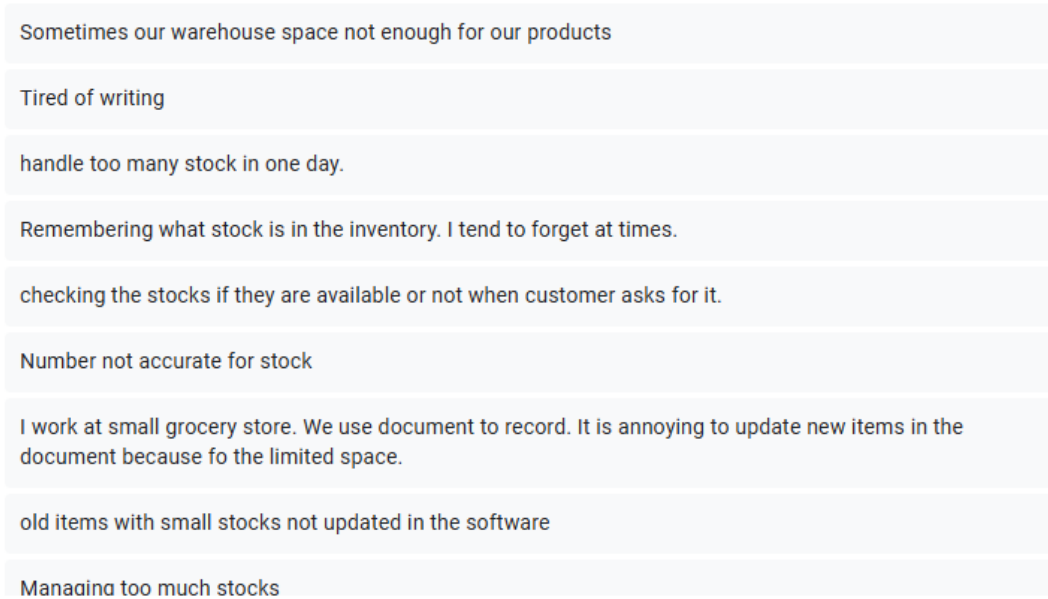 Sometimes our warehouse space not enough for our products
Tired of writing
handle too many stock in one day.
Remembering what stock is in the inventory. I tend to forget at times.
checking the stocks if they are available or not when customer asks for it.
Number not accurate for stock
I work at small grocery store. We use document to record. It is annoying to update new items in the
document because fo the limited space.
old items with small stocks not updated in the software
Managing too much stocks